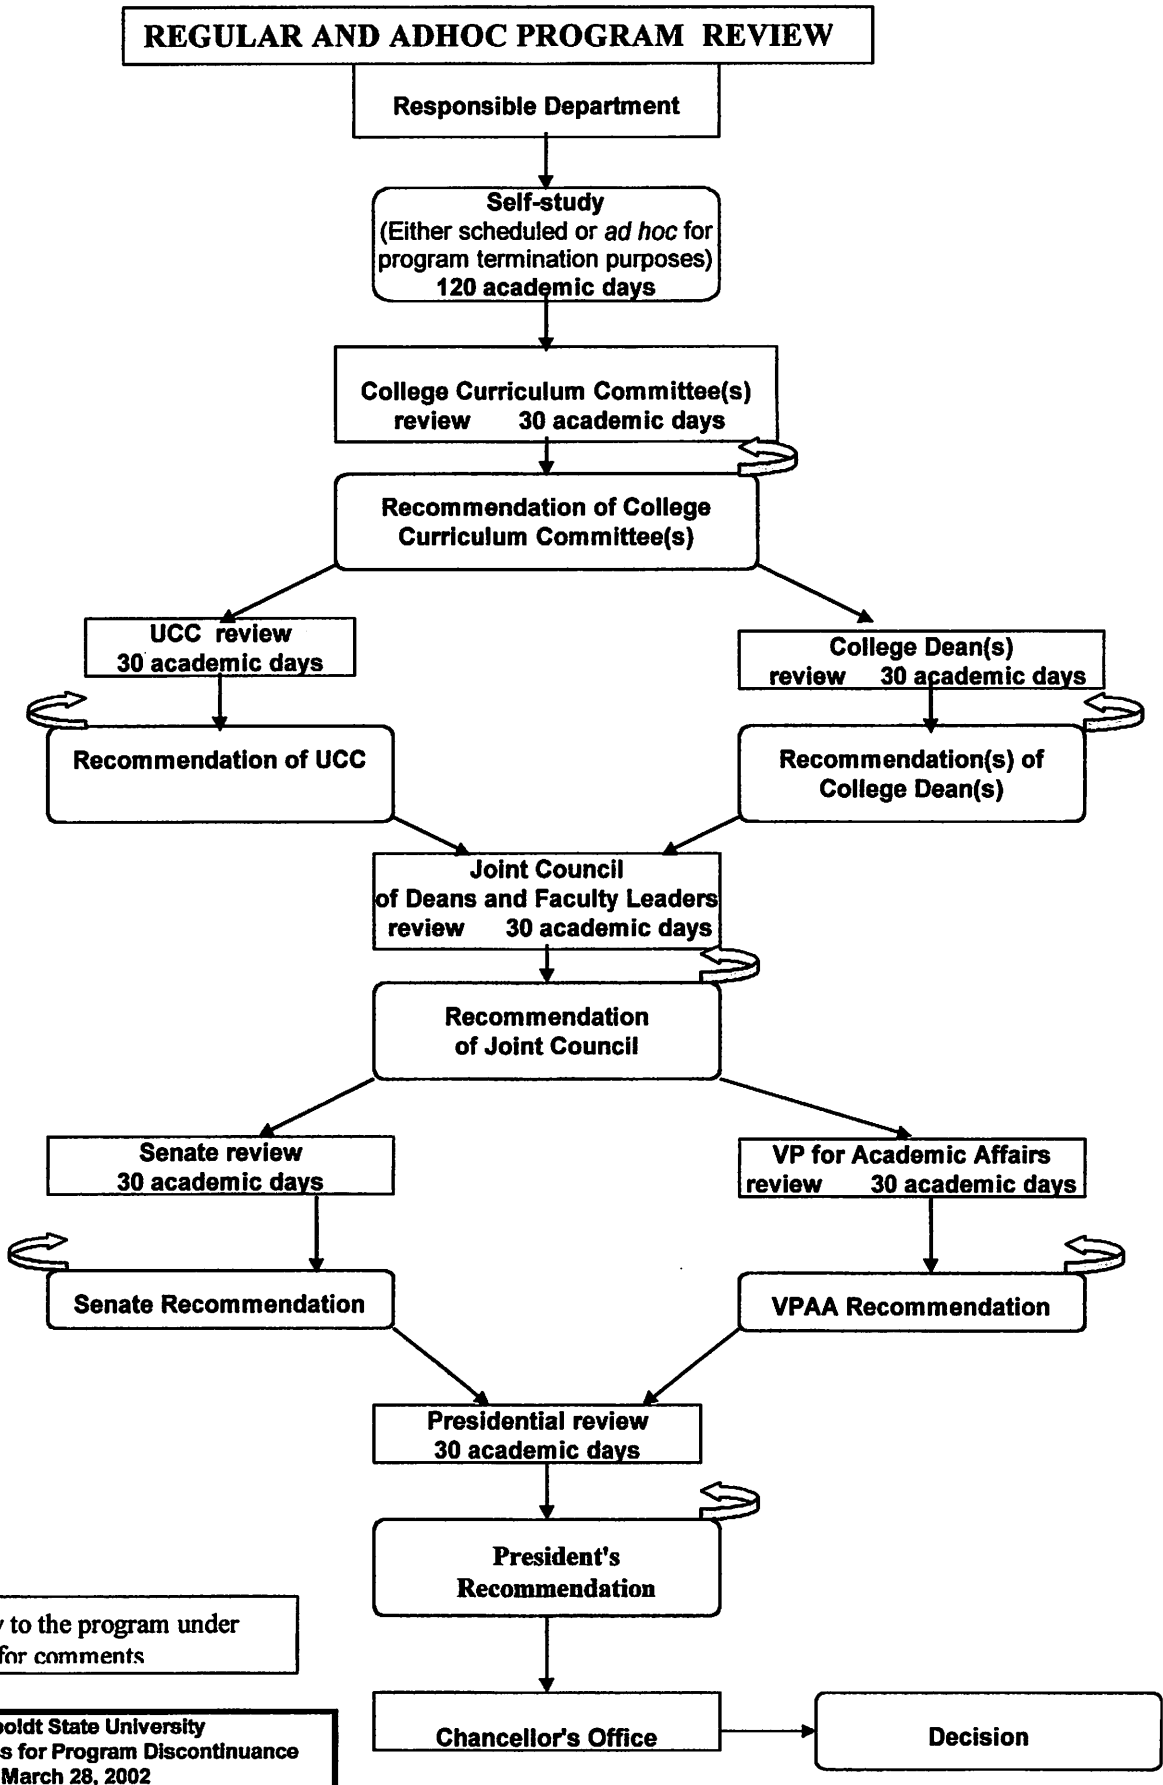 REGULAR AND ADHOC PROGRAM REVIEW
Responsible Department
Self-study
(Either scheduled or ad hoc for
program termination purposes)
120 academic days
College Curriculum Committee(s)
review 30 academic days
Recommendation of College
Curriculum Committee(s)
UCC review
30 academic days
College Dean(s)
review 30 academic days
Recommendation of UCC
Recommendation(s) of
College Dean(s)
Joint Council
of Deans and Faculty Leaders
review 30 academic days
Recommendation
of Joint Council
Senate review
30 academic days
VP for Academic Affairs
review 30 academic days
Senate Recommendation
VPAA Recommendation
Presidential review
30 academic days
President's
Recommendation
to the program under
for comments
Chancellor's Office
Decision
State University
for Program Discontinuance
March 28, 2002